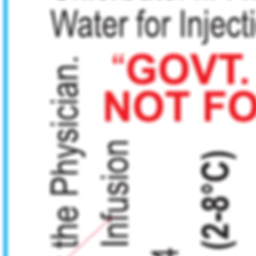 Water for Injecti
"GOVT.
NOT FO
the Physician.
Infusion
(2-8°C)